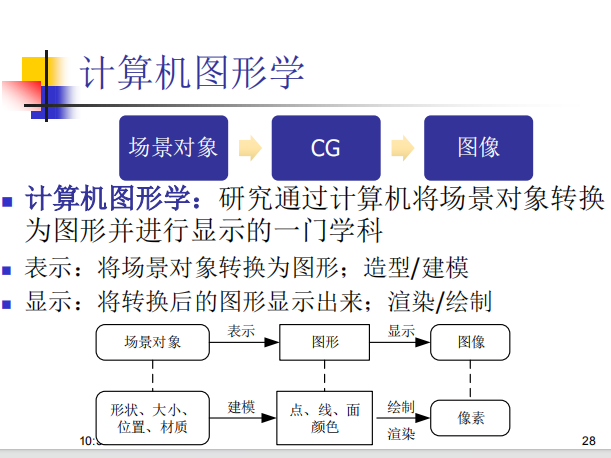 计算机图形学
场景对象
CG
图像
计算机图形学：研究通过计算机将场景对象转换
为图形并进行显示的一门学科
表示：将场景对象转换为图形；造型/建模
显示：将转换后的图形显示出来；渲染/绘制
场景对象
表示
图形
显示
图像
形状、大小、
位置、材质
建模
点、线、面
颜色
绘制
渲染
像素
28